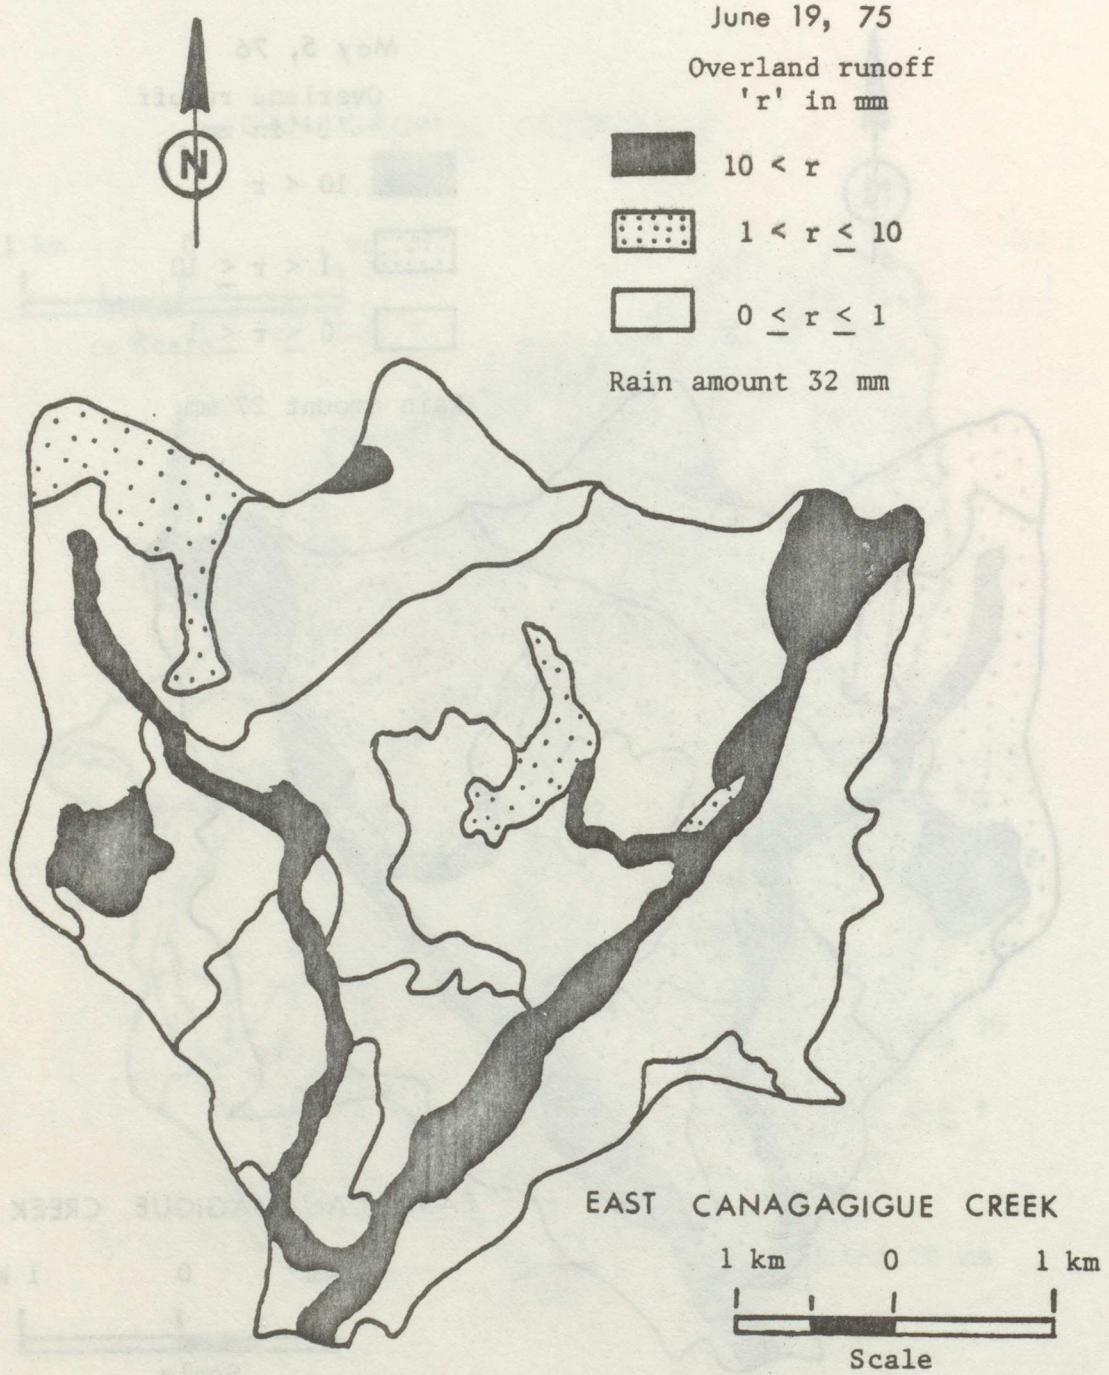 June 19, 75
Overland runoff
'r' in mm
N
10 < r
1 < r ≤ 10
0 ≤ r ≤ 1
Rain amount 32 mm
EAST CANAGAGIGUE CREEK
1 km 0 1 km
Scale